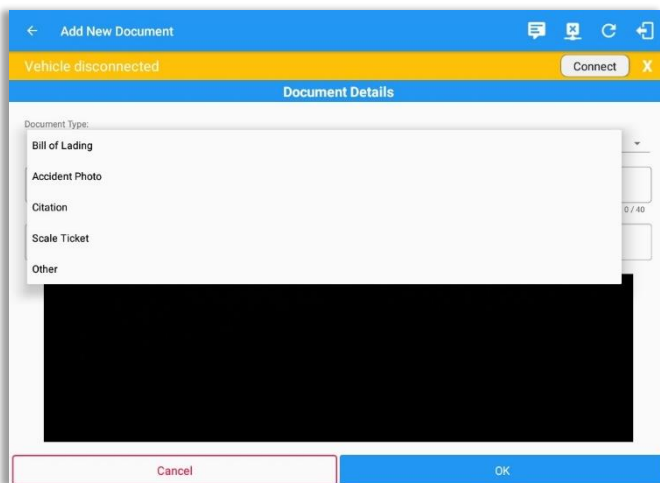 Add New Document
Vehicle disconnected
Connect X
Document Details
Document Type:
Bill of Lading
Accident Photo
Citation
0 / 40
Scale Ticket
Other
Cancel
OK